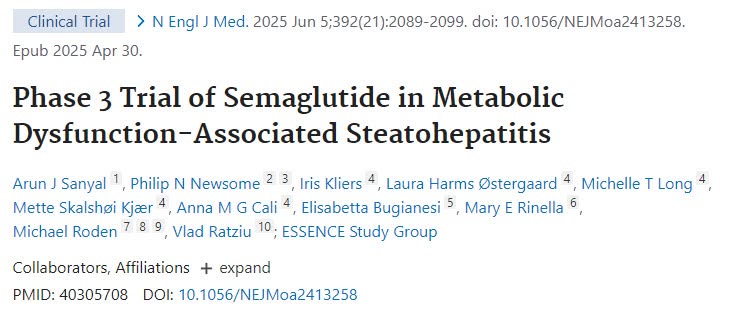 Clinical Trial > N Engl J Med. 2025 Jun 5;392(21):2089-2099. doi: 10.1056/NEJMoa2413258.
Epub 2025 Apr 30.
Phase 3 Trial of Semaglutide in Metabolic
Dysfunction-Associated Steatohepatitis
Arun J Sanyal 1, Philip N Newsome 2 3, Iris Kliers 4, Laura Harms Østergaard 4, Michelle T Long 4,
Mette Skalshøi Kjær 4, Anna M G Cali 4, Elisabetta Bugianesi 5, Mary E Rinella 6,
Michael Roden 7 8 9, Vlad Ratziu 10; ESSENCE Study Group
Collaborators, Affiliations + expand
PMID: 40305708 DOI: 10.1056/NEJMoa2413258